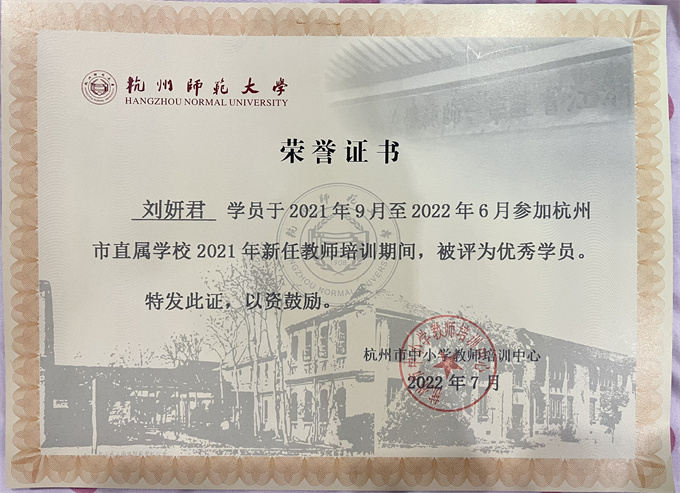 杭州师范大学
HANGZHOU NORMAL UNIVERSITY
荣誉证书
刘妍君 学员于2021年9月至2022年6月参加杭州
市直属学校2021年新任教师培训期间，被评为优秀学员。
特发此证，以资鼓励。
杭州市中小学教师培训中心
2022年7月